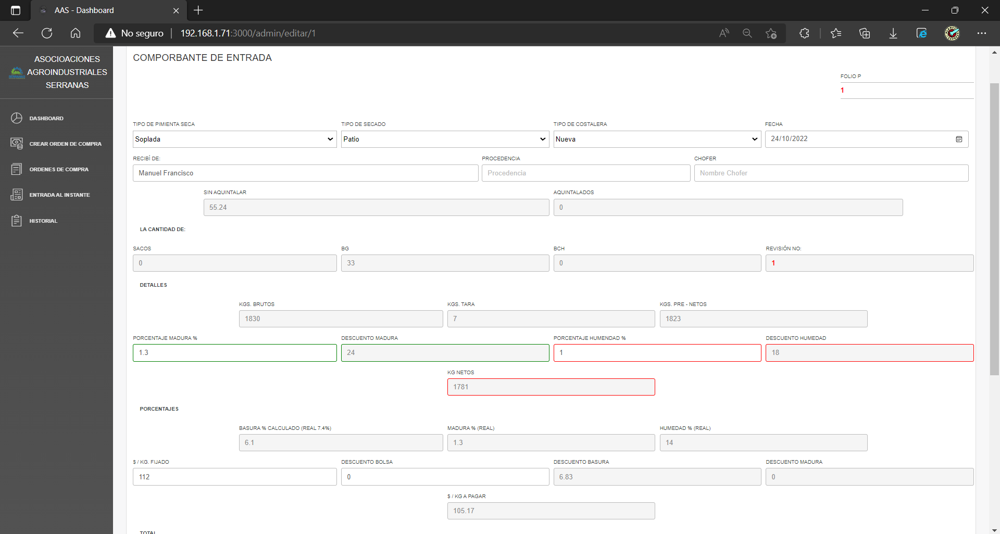 AAS - Dashboard
No seguro
192.168.1.71:3000/admin/editar/1
ASOCIOACIONES
AGROINDUSTRIALES
SERRANAS
DASHBOARD
CREAR ORDEN DE COMPRA
ORDENES DE COMPRA
ENTRADA AL INSTANTE
HISTORIAL
COMPORBANTE DE ENTRADA
FOLIO P
1
TIPO DE PIMIENTA SECA TIPO DE SECADO TIPO DE COSTALERA FECHA
Soplada Patio Nueva 24/10/2022
RECIBÍ DE: PROCEDENCIA CHOFER
Manuel Francisco Procedencia Nombre Chofer
SIN AQUINTALAR AQUINTALADOS
55.24 0
LA CANTIDAD DE:
SACOS BG BCH REVISIÓN NO:
0 33 0 1
DETALLES
KGS. BRUTOS KGS. TARA KGS. PRE - NETOS
1830 7 1823
PORCENTAJE MADURA % DESCUENTO MADURA PORCENTAJE HUMENDAD % DESCUENTO HUMEDAD
1.3 24 1 18
KG NETOS
1781
PORCENTAJES
BASURA % CALCULADO (REAL 7.4%) MADURA % (REAL) HUMEDAD % (REAL)
6.1 1.3 14
$ / KG. FIJADO DESCUENTO BOLSA DESCUENTO BASURA DESCUENTO MADURA
112 0 6.83 0
$ / KG A PAGAR
105.17
TOTAL